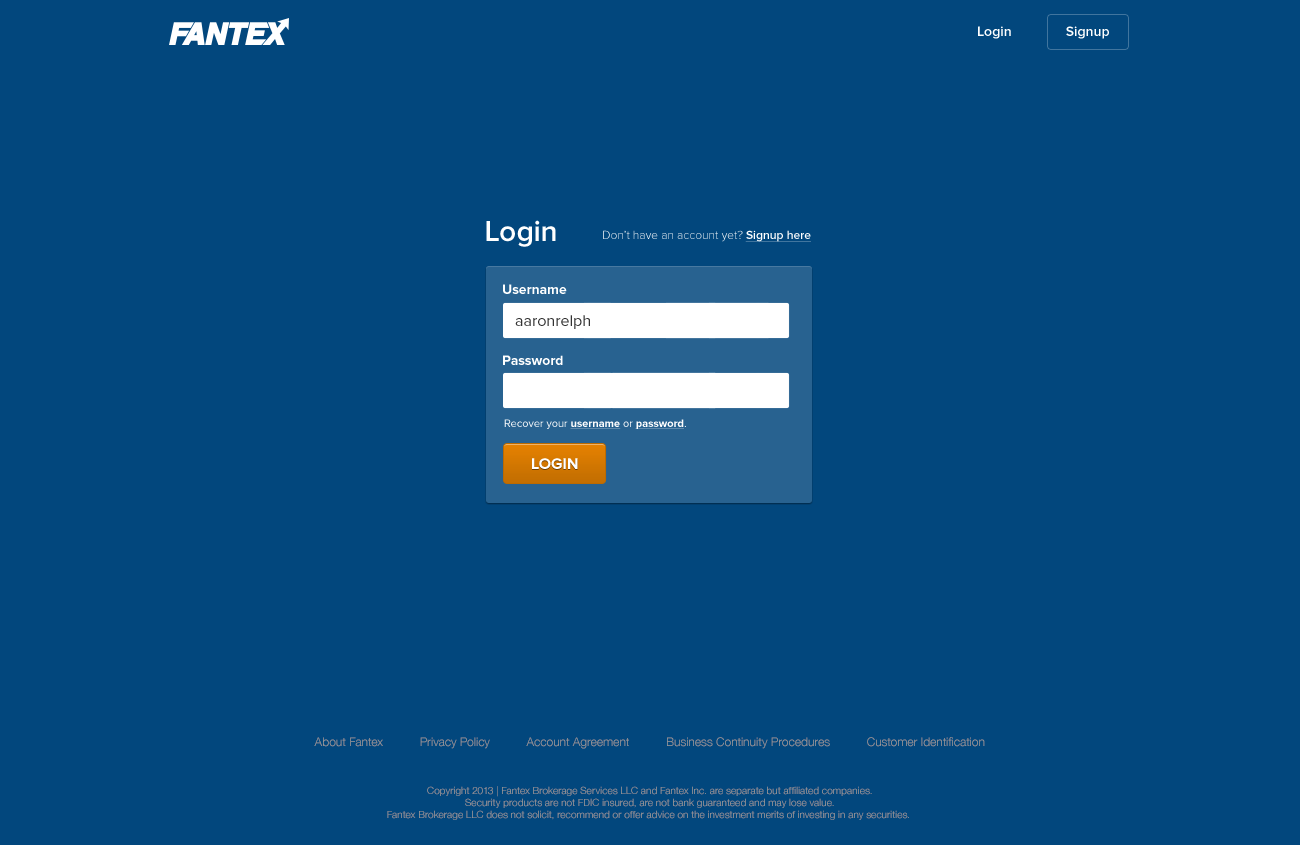 FANTEX
Login
Signup
Login
Don't have an account yet? Signup here
Username
aaronrelph
Password
Recover your username or password.
LOGIN
About Fantex
Privacy Policy
Account Agreement
Business Continuity Procedures
Customer Identification
Copyright 2013 | Fantex Brokerage Services LLC and Fantex Inc. are separate but affiliated companies.
Security products are not FDIC insured, are not bank guaranteed and may lose value.
Fantex Brokerage LLC does not solicit, recommend or offer advice on the investment merits of investing in any securities.